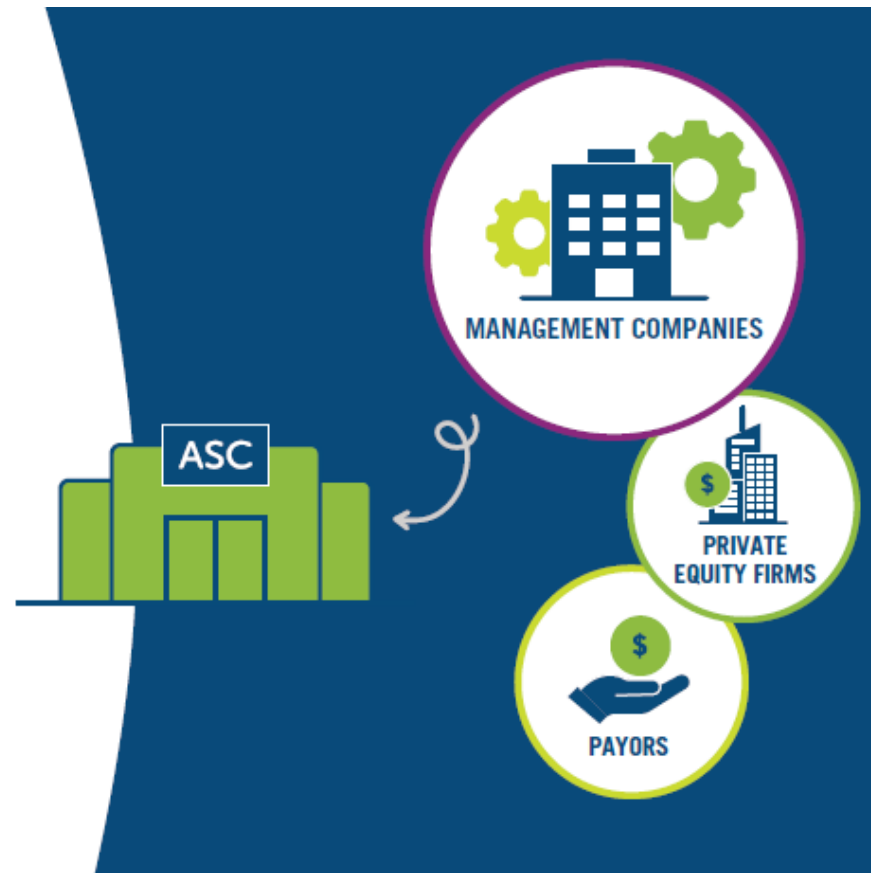 MANAGEMENT COMPANIES
ASC
$
PRIVATE
EQUITY FIRMS
$
PAYORS